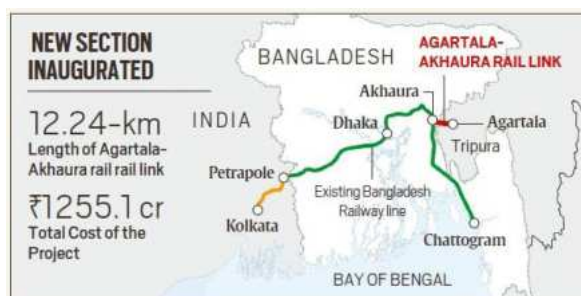 NEW SECTION
INAUGURATED
12.24-km
Length of Agartala-
Akhaura rail rail link
₹1255.1 cr
Total Cost of the
Project
BANGLADESH
AGARTALA-
AKHAURA RAIL LINK
Akhaura
INDIA
Dhaka
Agartala
Tripura
Petrapole
Existing Bangladesh
Railway line
Kolkata
Chattogram
BAY OF BENGAL